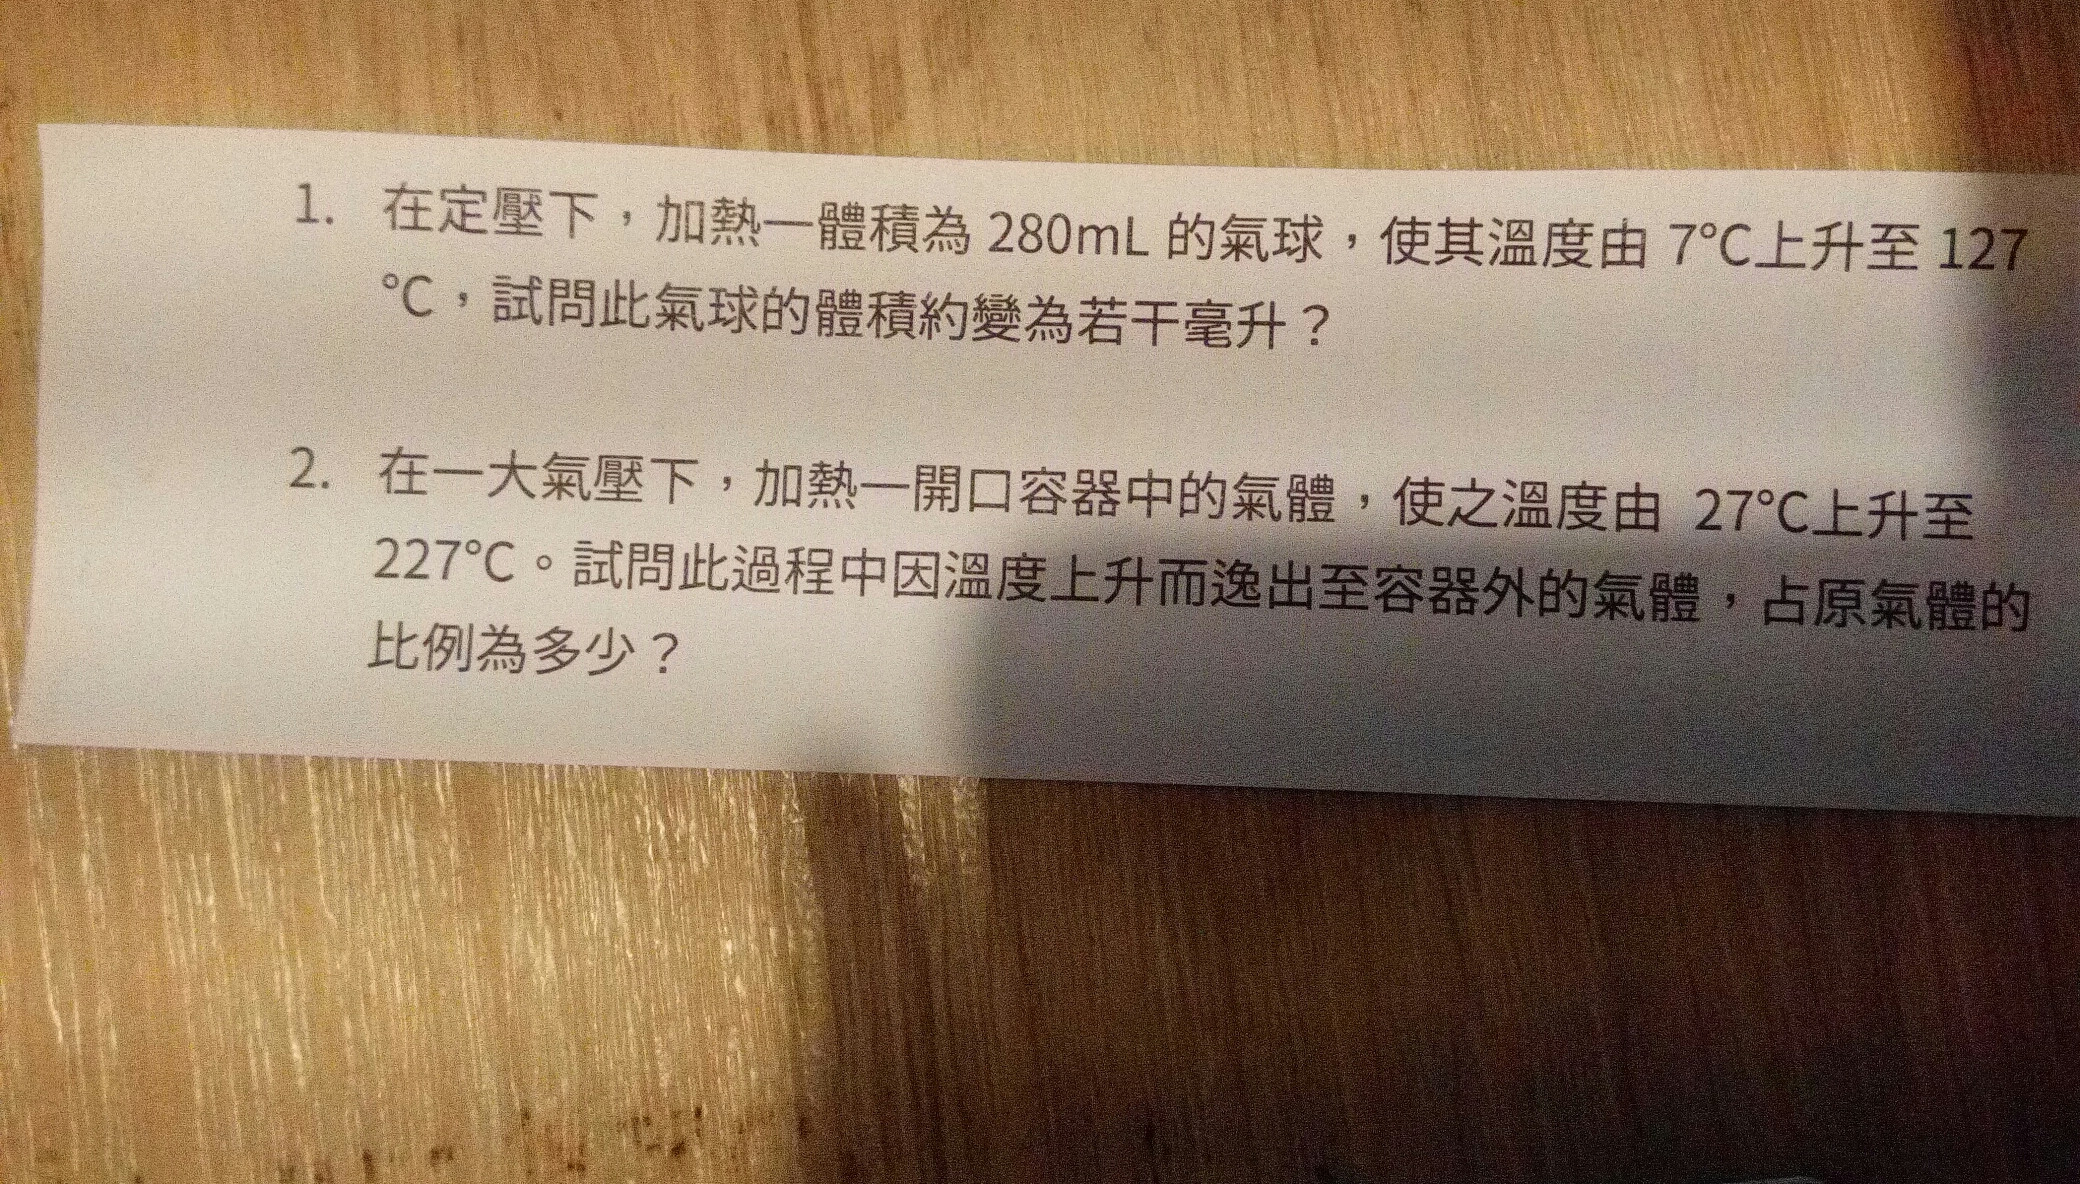 1. 在定壓下，加熱一體積為 280mL 的氣球，使其溫度由 7°C上升至 127
°C，試問此氣球的體積約變為若干毫升？
2. 在一大氣壓下，加熱一開口容器中的氣體，使之溫度由 27°C上升至
227°C。試問此過程中因溫度上升而逸出至容器外的氣體，占原氣體的
比例為多少？